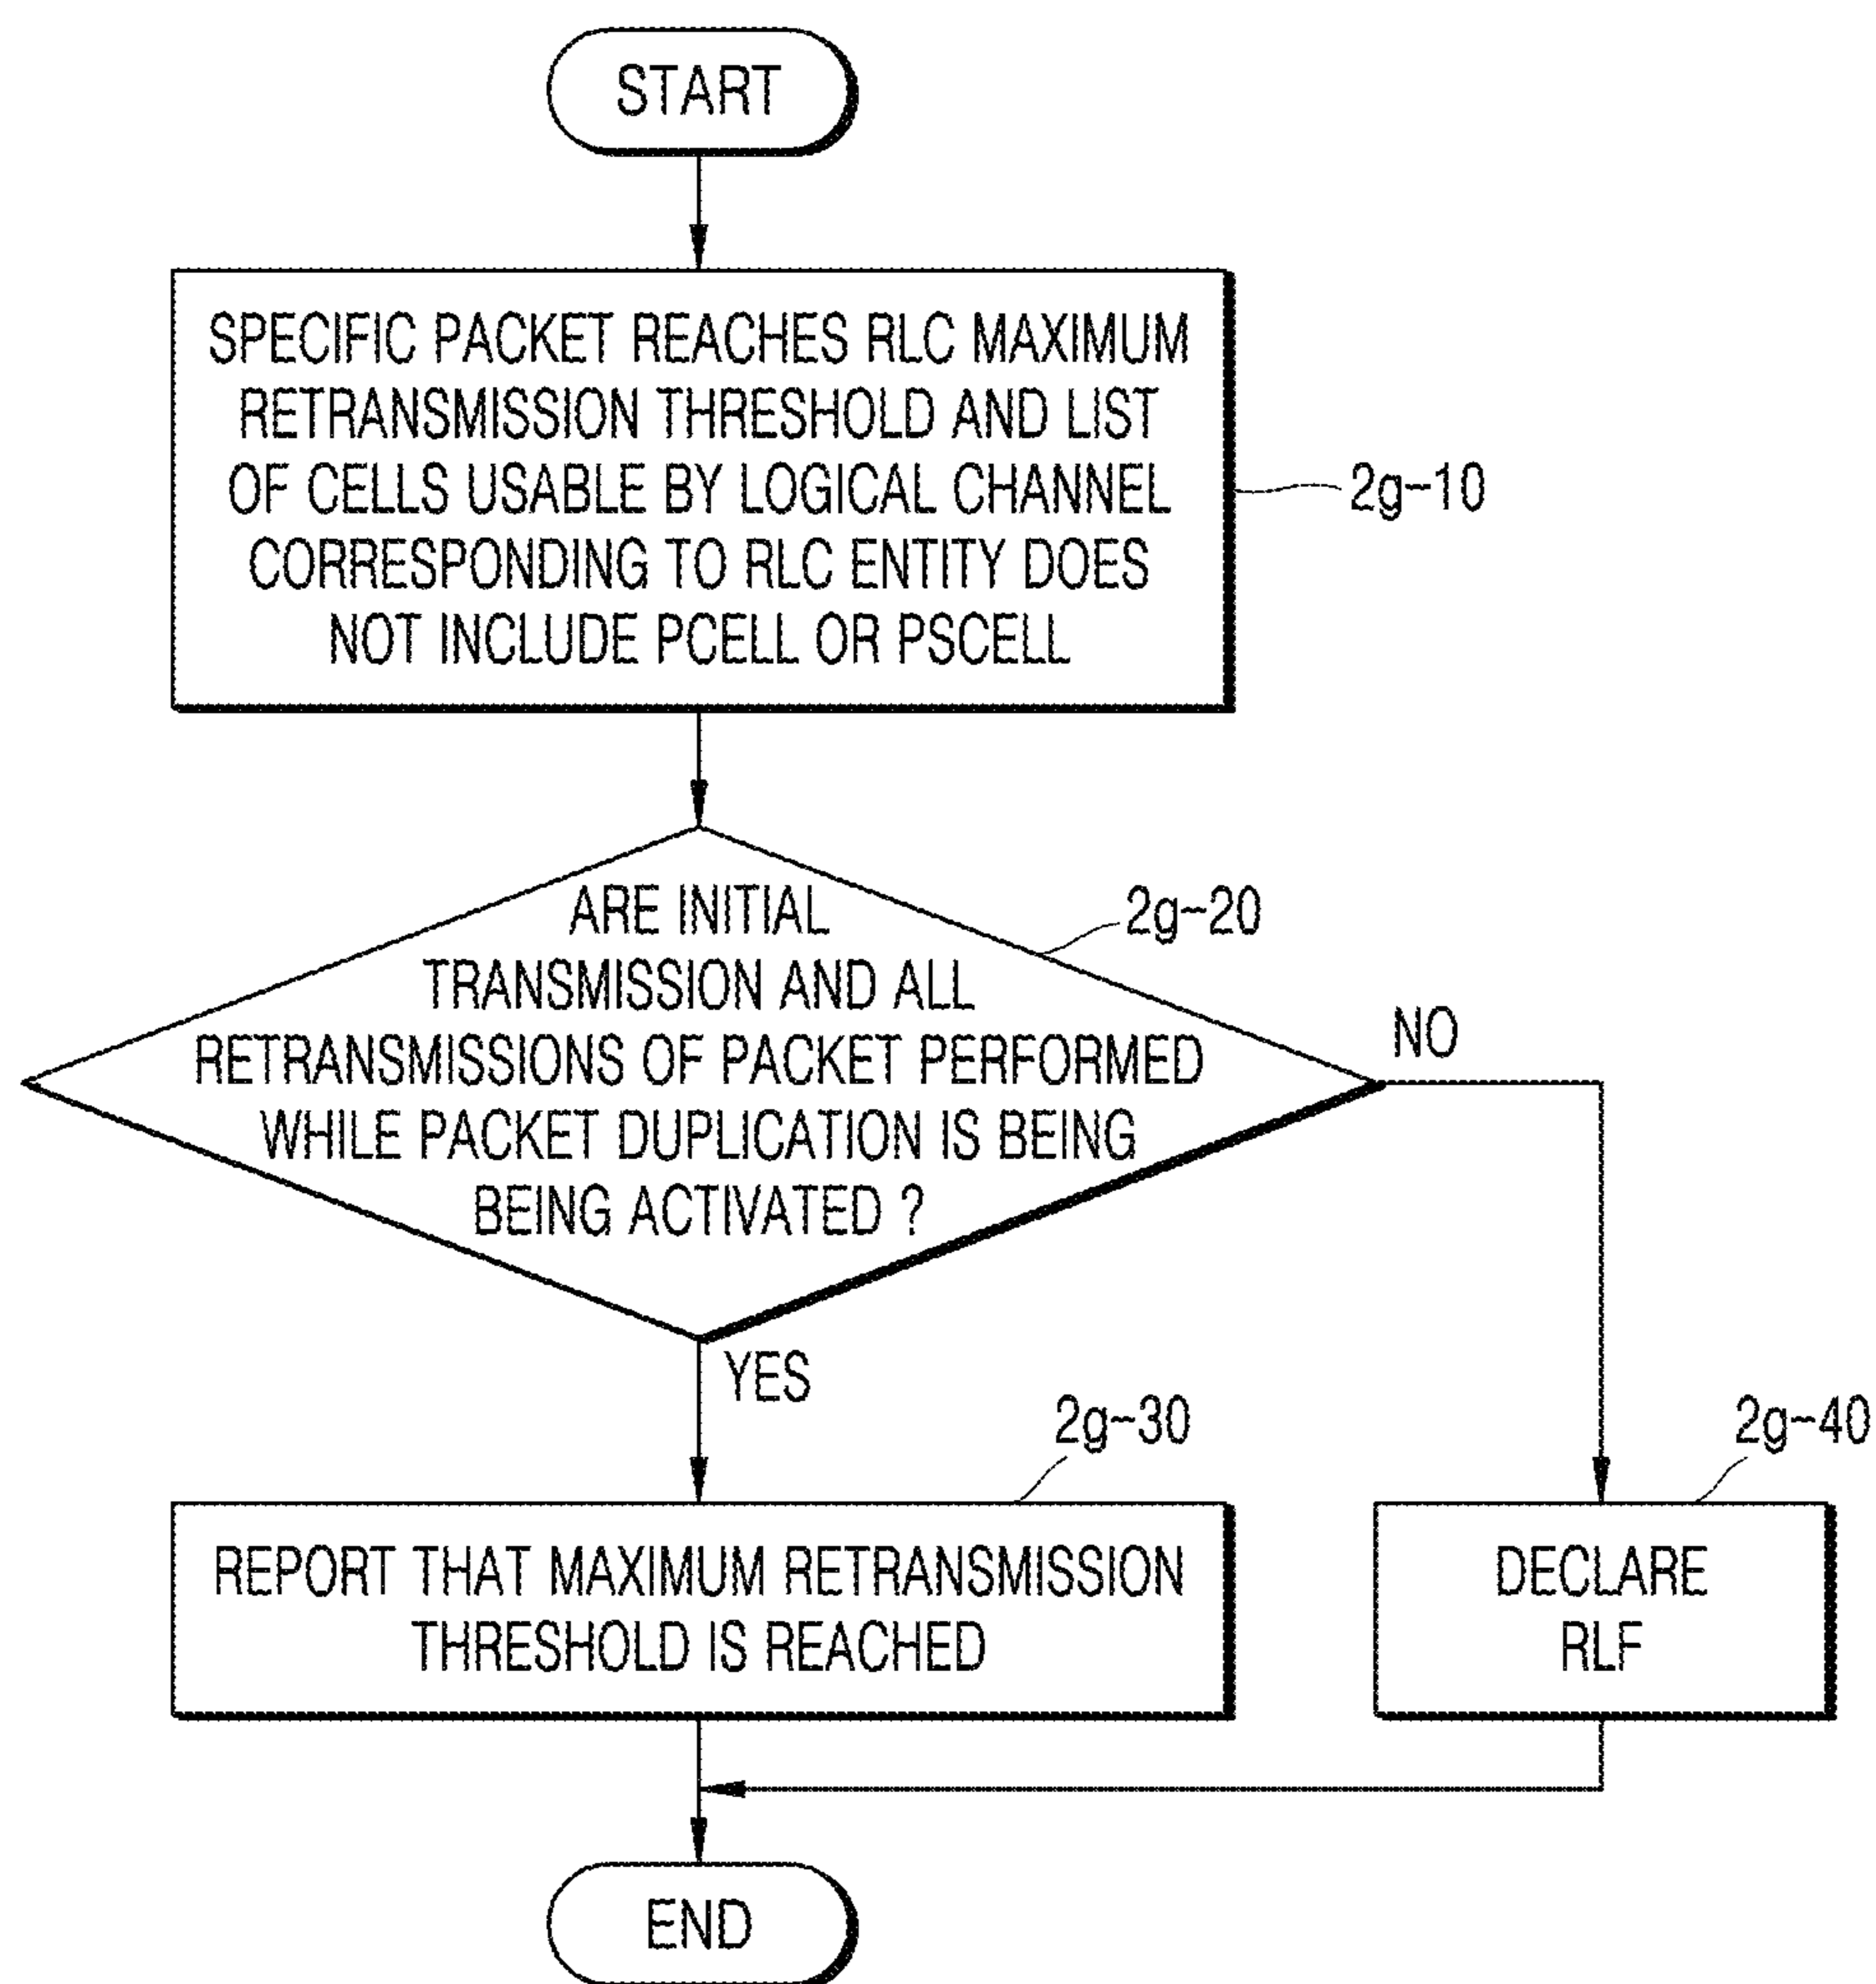 START
SPECIFIC PACKET REACHES RLC MAXIMUM
RETRANSMISSION THRESHOLD AND LIST
OF CELLS USABLE BY LOGICAL CHANNEL
CORRESPONDING TO RLC ENTITY DOES
NOT INCLUDE PCELL OR PSCELL
2g-10
ARE INITIAL
TRANSMISSION AND ALL
RETRANSMISSIONS OF PACKET PERFORMED
WHILE PACKET DUPLICATION IS BEING
BEING ACTIVATED ?
2g-20
NO
YES
2g-30
REPORT THAT MAXIMUM RETRANSMISSION
THRESHOLD IS REACHED
2g-40
DECLARE
RLF
END